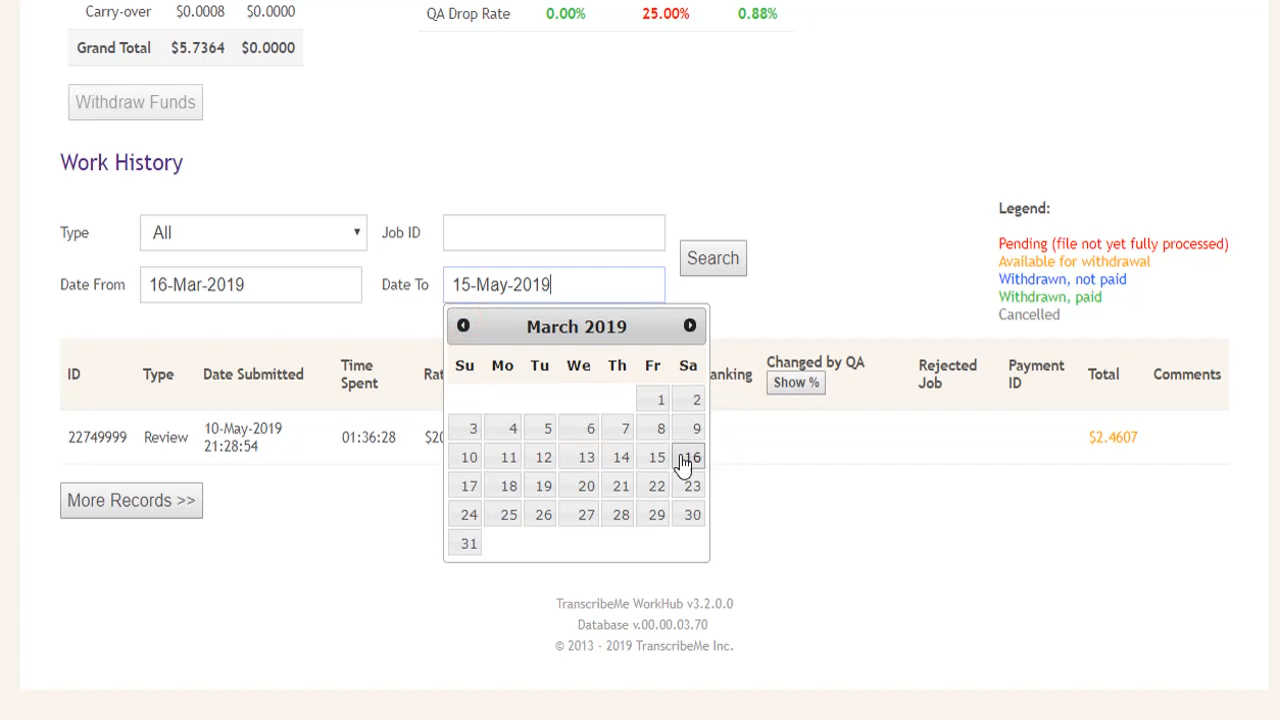 Carry-over $0.0008 $0.0000
QA Drop Rate 0.00% 25.00% 0.88%
Grand Total $5.7364 $0.0000
Withdraw Funds
Work History
Legend:
Type All Job ID
Search
Pending (file not yet fully processed)
Available for withdrawal
Date From 16-Mar-2019 Date To 15-May-2019
Withdrawn, not paid
Withdrawn, paid
Cancelled
March 2019
Su Mo Tu We Th Fr Sa
1 2
3 4 5 6 7 8 9
10 11 12 13 14 15 16
17 18 19 20 21 22 23
24 25 26 27 28 29 30
31
ID Type Date Submitted Time Spent Changed by QA Show % Rejected Job Payment ID Total Comments
22749999 Review 10-May-2019 21:28:54 01:36:28 $2.4607
More Records >>
TranscribeMe WorkHub v3.2.0.0
Database v.00.00.03.70
© 2013 - 2019 TranscribeMe Inc.